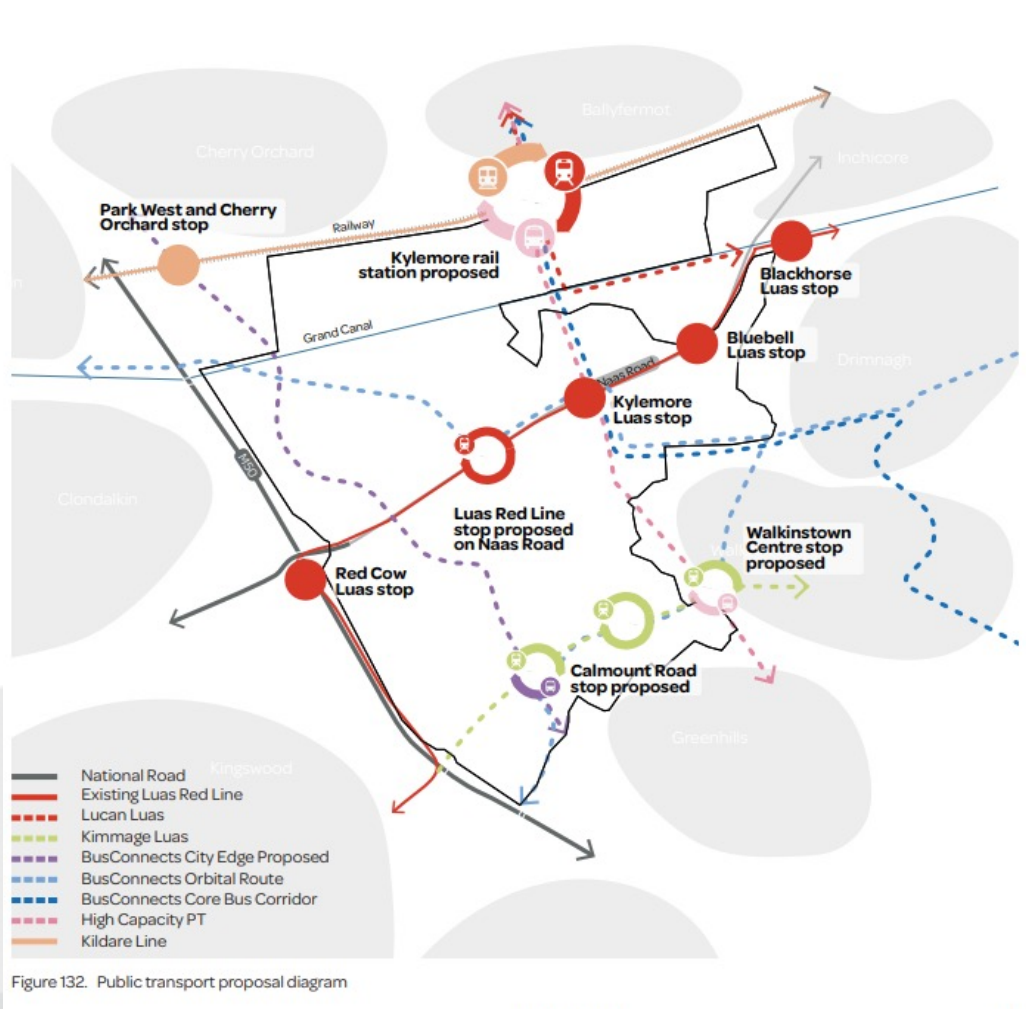 Ballyfermot
Cherry Orchard
Inchicore
Park West and Cherry
Orchard stop
Railway
Kylemore rail
station proposed
Blackhorse
Luas stop
Grand Canal
Bluebell
Luas stop
Drimnagh
Naas Road
Kylemore
Luas stop
M50
Clondalkin
Luas Red Line
stop proposed
on Naas Road
Walkinstown
Centre stop
proposed
Red Cow
Luas stop
Calmount Road
stop proposed
Greenhills
Kingswood
National Road
Existing Luas Red Line
Lucan Luas
Kimmage Luas
BusConnects City Edge Proposed
BusConnects Orbital Route
BusConnects Core Bus Corridor
High Capacity PT
Kildare Line
Figure 132. Public transport proposal diagram